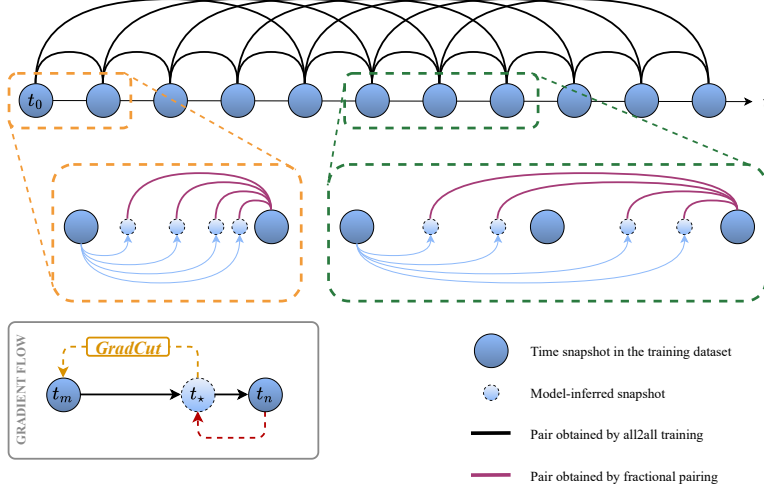 t₀
GradCut
GRADIENT FLOW
tₘ
t⋆
tₙ
Time snapshot in the training dataset
Model-inferred snapshot
Pair obtained by all2all training
Pair obtained by fractional pairing